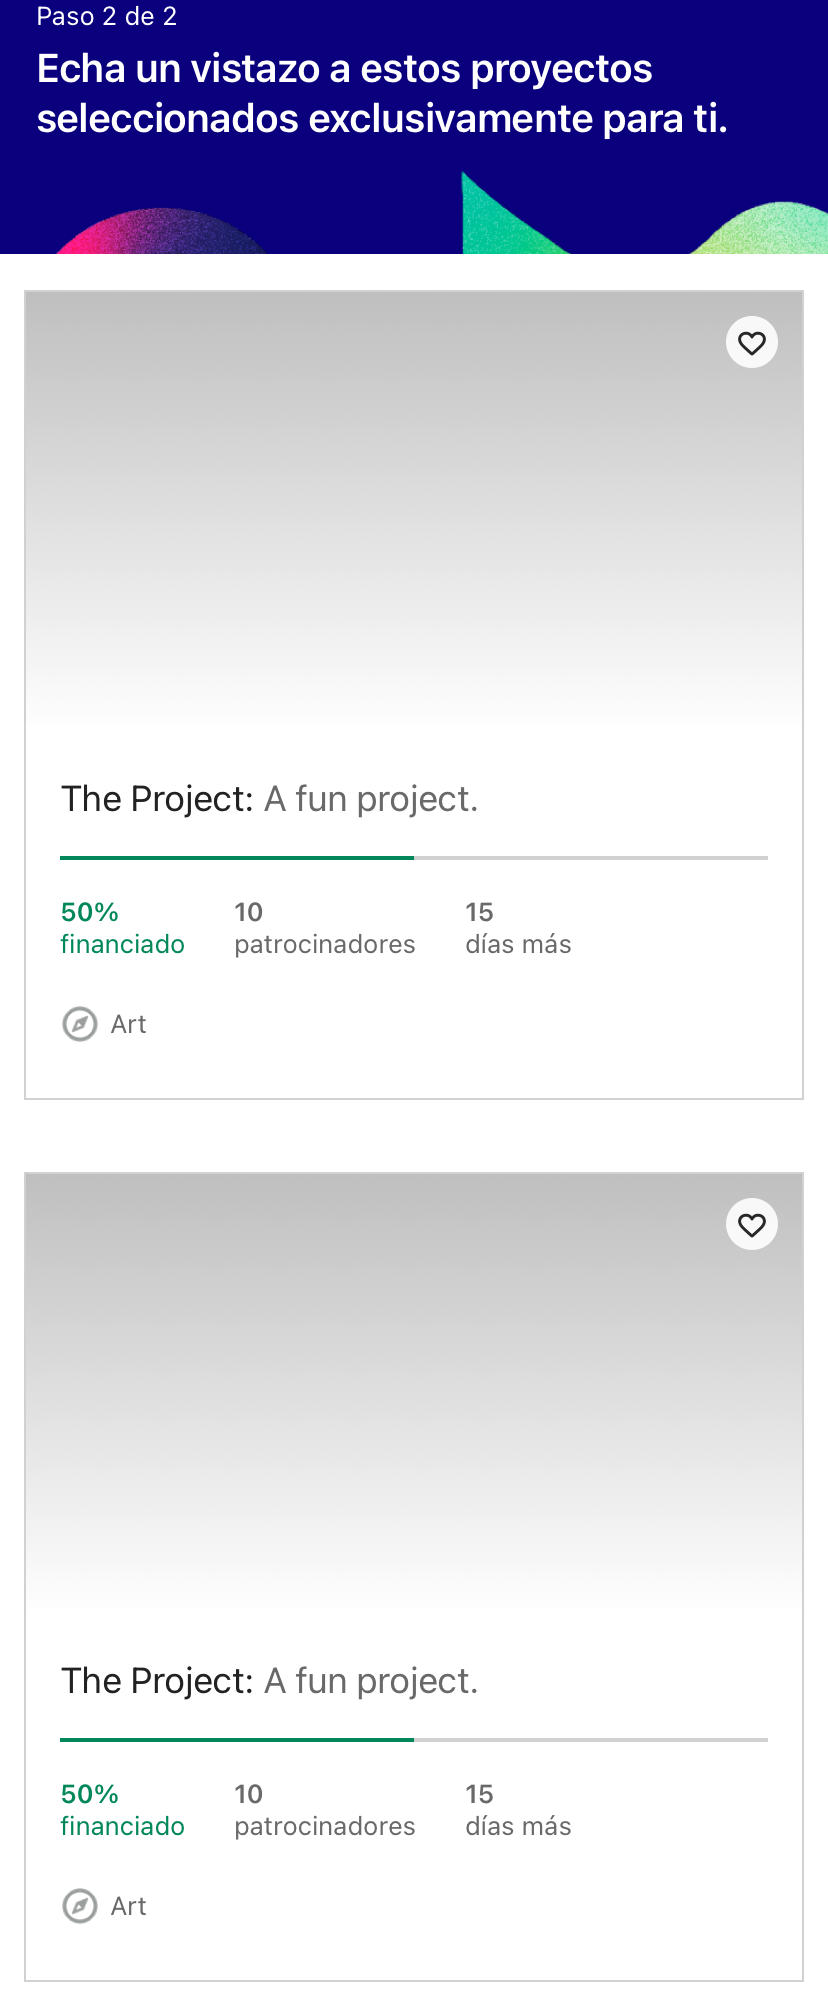 Paso 2 de 2
Echa un vistazo a estos proyectos
seleccionados exclusivamente para ti.
The Project: A fun project.
50%
financiado
10
patrocinadores
15
días más
Art
The Project: A fun project.
50%
financiado
10
patrocinadores
15
días más
Art